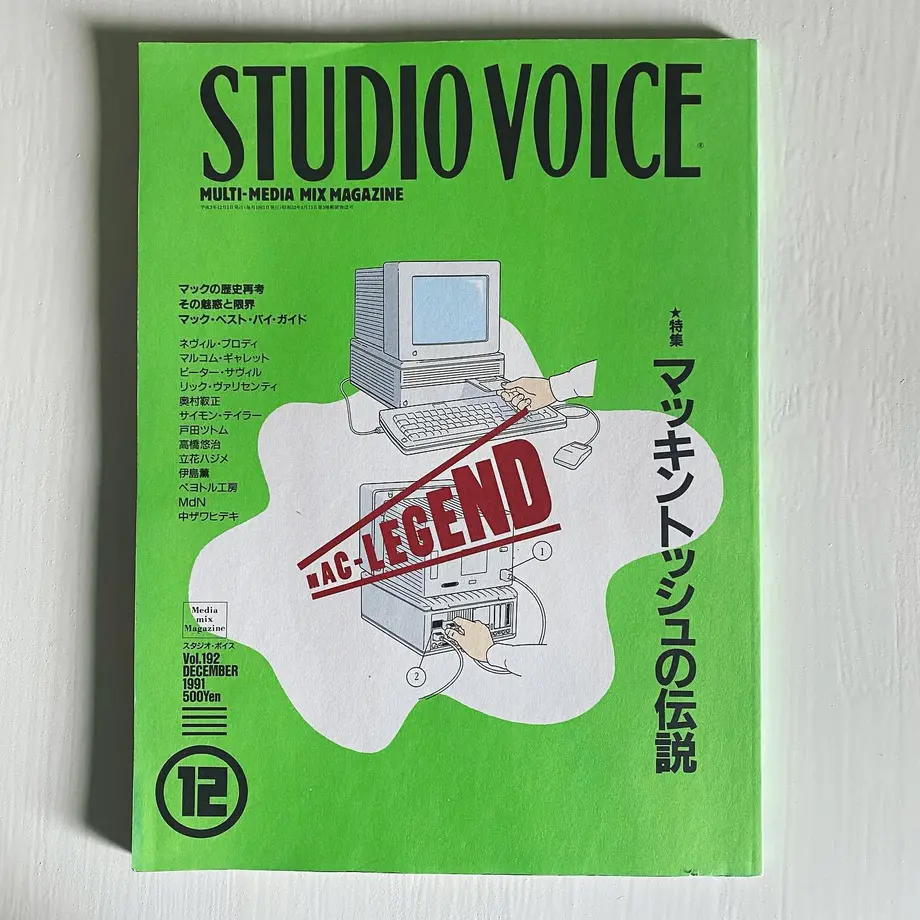 STUDIO VOICE
MULTI-MEDIA MIX MAGAZINE
マックの歴史再考
その魅惑と限界
マック・ベスト・バイ・ガイド
ネヴィル・ブロディ
マルコム・ギャレット
ピーター・サヴィル
リック・ヴァリセンティ
奥村靫正
サイモン・テイラー
戸田ツトム
高橋悠治
立花ハジメ
伊島薫
ペヨトル工房
MdN
中ザワヒデキ
★特集
マッキントッシュの伝説
MAC-LEGEND
1
2
Media
mix
Magazine
スタジオ・ボイス
Vol.192
DECEMBER
1991
500Yen
12